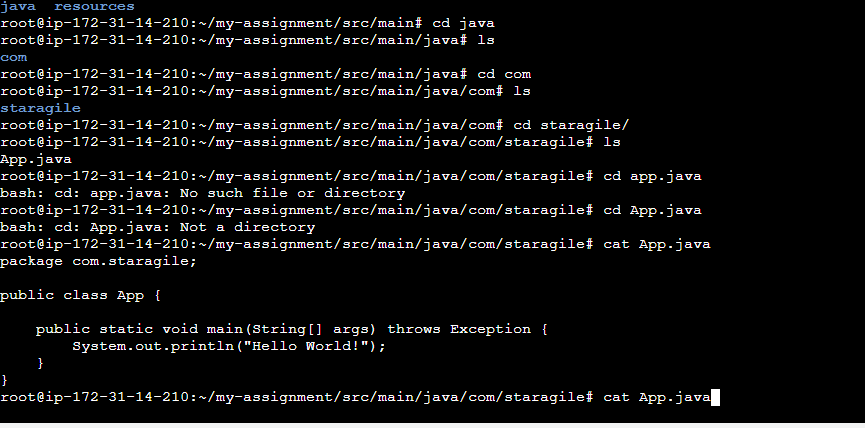 java  resources
root@ip-172-31-14-210:~/my-assignment/src/main# cd java
root@ip-172-31-14-210:~/my-assignment/src/main/java# ls
com
root@ip-172-31-14-210:~/my-assignment/src/main/java# cd com
root@ip-172-31-14-210:~/my-assignment/src/main/java/com# ls
staragile
root@ip-172-31-14-210:~/my-assignment/src/main/java/com# cd staragile/
root@ip-172-31-14-210:~/my-assignment/src/main/java/com/staragile# ls
App.java
root@ip-172-31-14-210:~/my-assignment/src/main/java/com/staragile# cd app.java
bash: cd: app.java: No such file or directory
root@ip-172-31-14-210:~/my-assignment/src/main/java/com/staragile# cd App.java
bash: cd: App.java: Not a directory
root@ip-172-31-14-210:~/my-assignment/src/main/java/com/staragile# cat App.java
package com.staragile;

public class App {

    public static void main(String[] args) throws Exception {
        System.out.println("Hello World!");
    }
}
root@ip-172-31-14-210:~/my-assignment/src/main/java/com/staragile# cat App.java